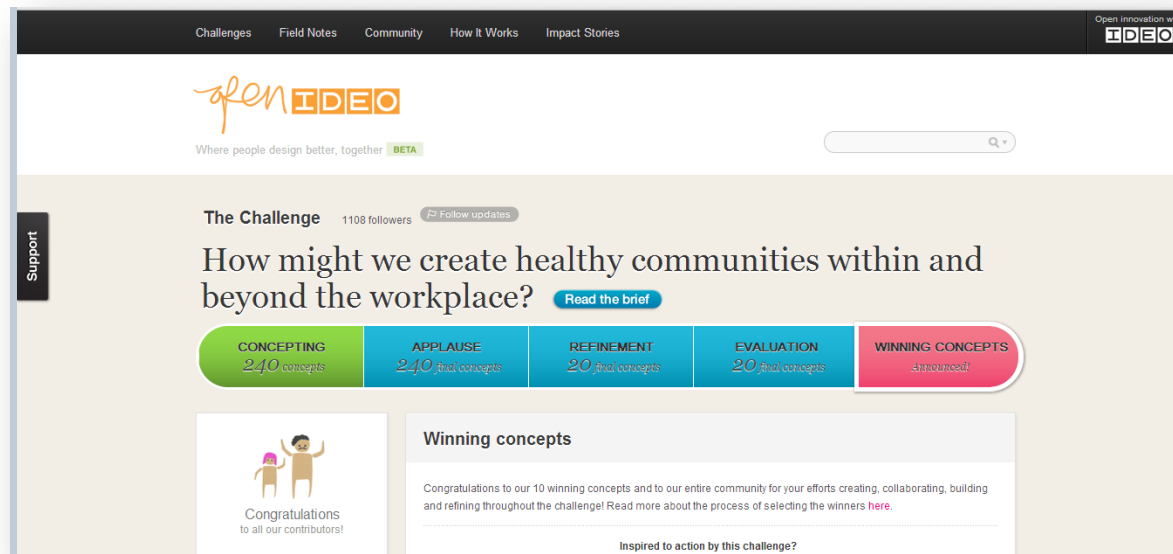 Challenges Field Notes Community How It Works Impact Stories
Open innovation w
IDEO
open IDEO
Where people design better, together BETA
Support
The Challenge 1108 followers Follow updates
How might we create healthy communities within and
beyond the workplace? Read the brief
CONCEPTING APPLAUSE REFINEMENT EVALUATION WINNING CONCEPTS
240 concepts 240 final concepts 20 final concepts 20 final concepts Announced!
Congratulations
to all our contributors!
Winning concepts
Congratulations to our 10 winning concepts and to our entire community for your efforts creating, collaborating, building
and refining throughout the challenge! Read more about the process of selecting the winners here.
Inspired to action by this challenge?